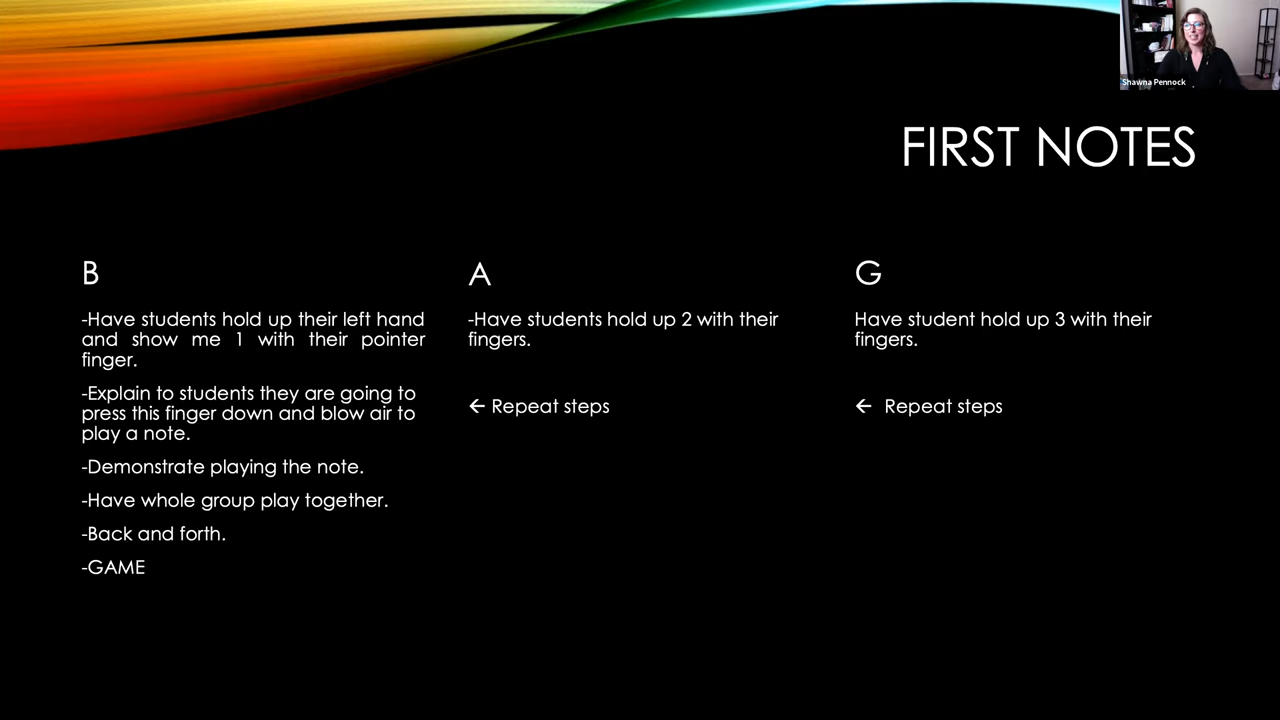 Shawna Pennock
FIRST NOTES
B
-Have students hold up their left hand
and show me 1 with their pointer
finger.
-Explain to students they are going to
press this finger down and blow air to
play a note.
-Demonstrate playing the note.
-Have whole group play together.
-Back and forth.
-GAME
A
-Have students hold up 2 with their
fingers.
← Repeat steps
G
Have student hold up 3 with their
fingers.
← Repeat steps